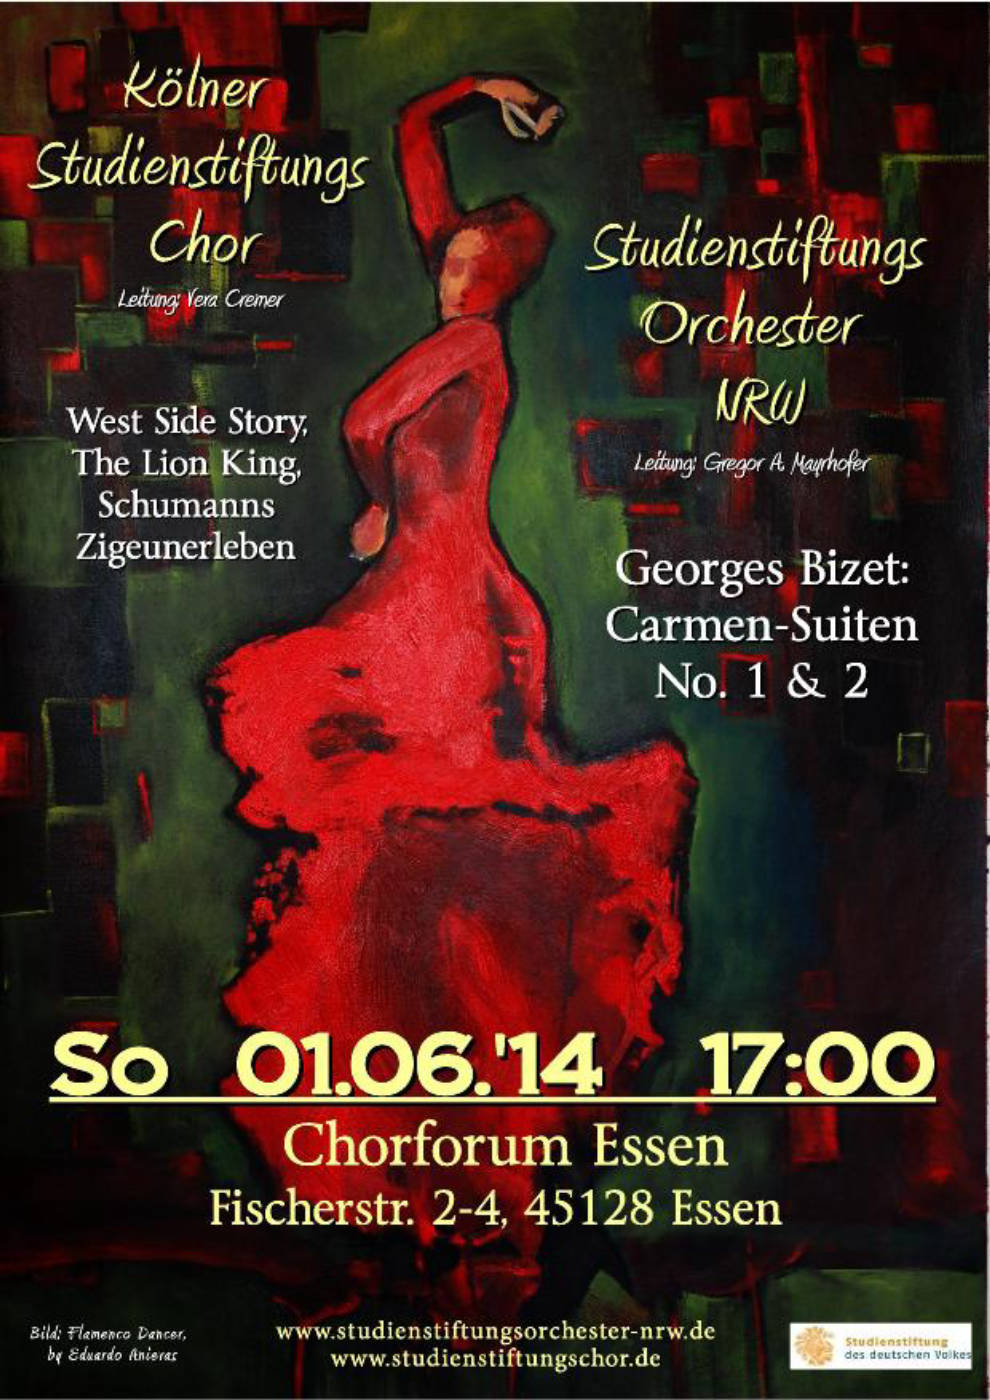 Kölner
Studienstiftungs
Chor
Leitung: Vera Cremer
West Side Story,
The Lion King,
Schumanns
Zigeunerleben
Studienstiftungs
Orchester
NRW
Leitung: Gregor A. Mayrhofer
Georges Bizet:
Carmen-Suiten
No. 1 & 2
So 01.06.'14 17:00
Chorforum Essen
Fischerstr. 2-4, 45128 Essen
Bild: Flamenco Dancer,
by Eduardo Anieras
www.studienstiftungsorchester-nrw.de
www.studienstiftungschor.de
Studienstiftung
des deutschen Volkes